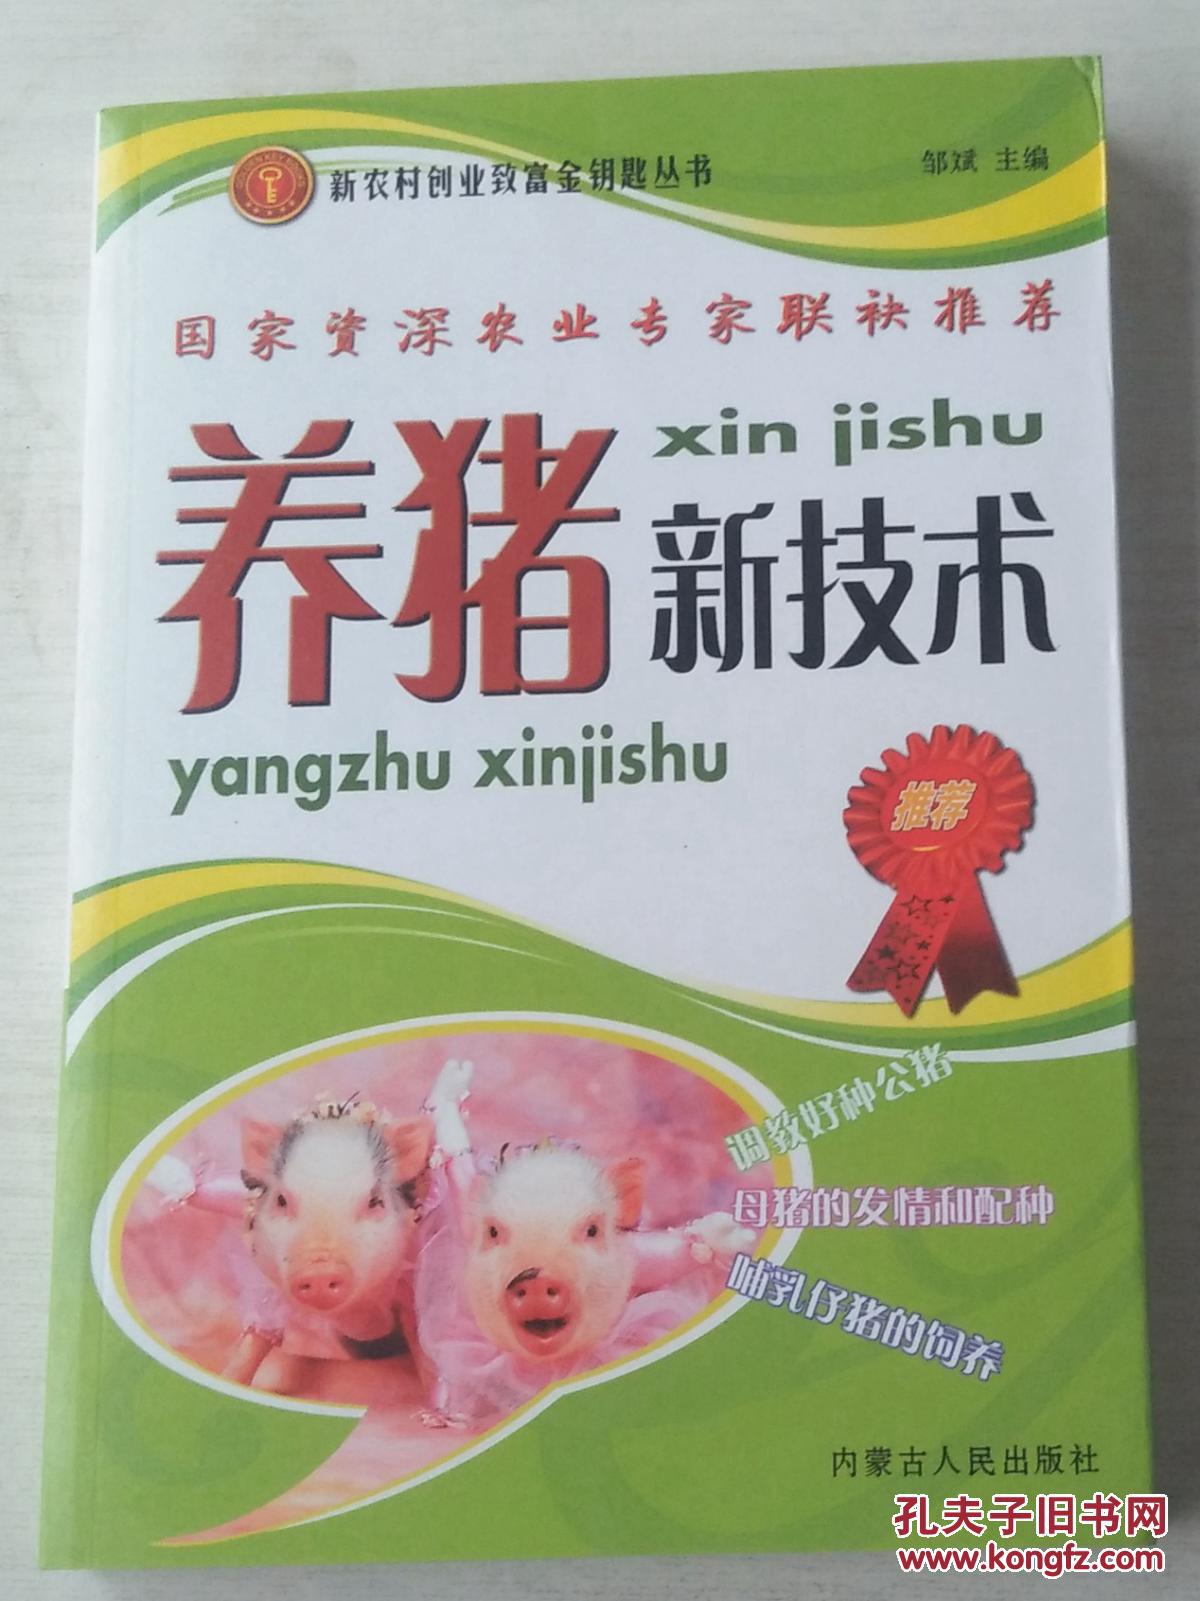 新农村创业致富金钥匙丛书
邹斌 主编
国家资深农业专家联袂推荐
养猪
xin jishu
新技术
yangzhu xinjishu
推荐
调教好种公猪
母猪的发情和配种
哺乳仔猪的饲养
内蒙古人民出版社
孔夫子旧书网
www.kongfz.com